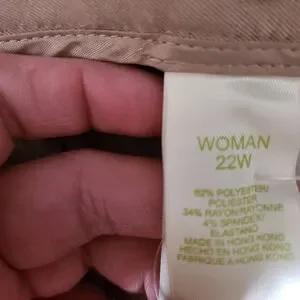 WOMAN
22W
62% POLYESTER/
POLIESTER
34% RAYON/RAYONNE
4% SPANDEX/
ELASTANO
MADE IN HONG KONG
HECHO EN HONG KONG
FABRIQUE A HONG KONG